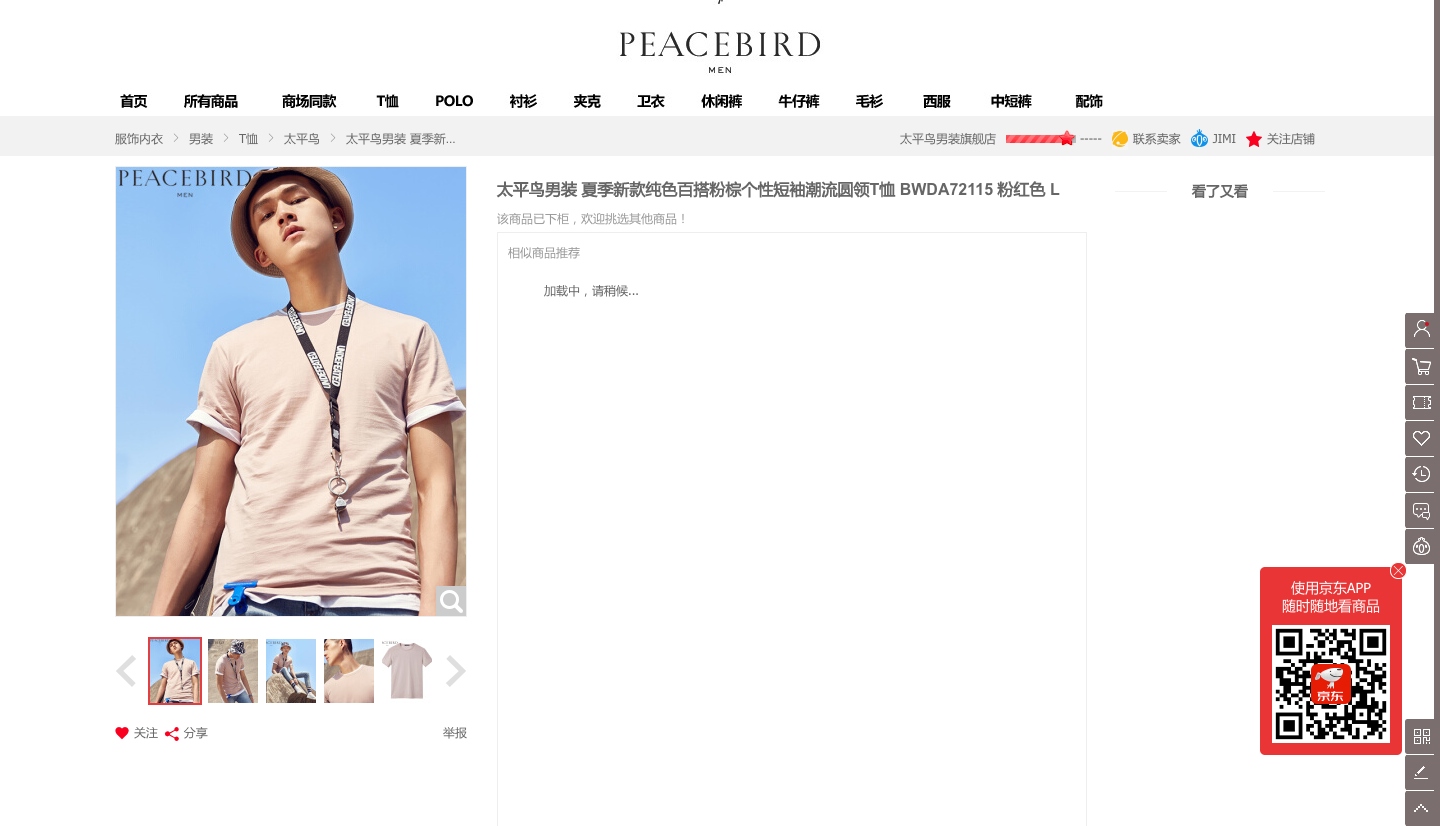 PEACEBIRD
MEN
首页 所有商品 商场同款 T恤 POLO 衬衫 夹克 卫衣 休闲裤 牛仔裤 毛衫 西服 中短裤 配饰
服饰内衣 > 男装 > T恤 > 太平鸟 > 太平鸟男装 夏季新...
太平鸟男装旗舰店 ----- 联系卖家 JIMI 关注店铺
PEACEBIRD
MEN
UNDEFEATED
UNDEFEATED
太平鸟男装 夏季新款纯色百搭粉棕个性短袖潮流圆领T恤 BWDA72115 粉红色 L
该商品已下柜，欢迎挑选其他商品！
相似商品推荐
加载中，请稍候...
看了又看
关注 分享 举报
使用京东APP
随时随地看商品
京东